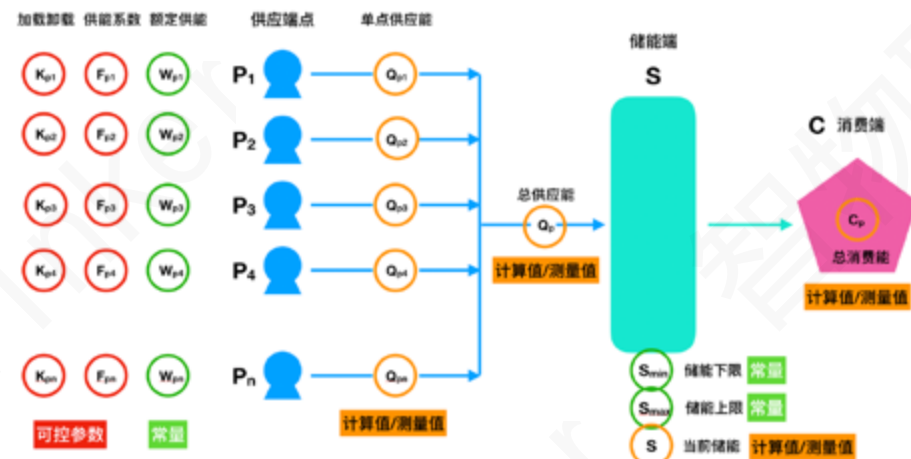 加载卸载 供能系数 额定供能 供应端点 单点供应能
储能端
S
Kp1 Fp1 Wp1 P1 Qp1
C 消费端
Kp2 Fp2 Wp2 P2 Qp2
Kp3 Fp3 Wp3 P3 Qp3
总供应能
Qp
Cp
总消费能
Kp4 Fp4 Wp4 P4 Qp4
计算值/测量值
计算值/测量值
Kpn Fpn Wpn Pn Qpn
Smin 储能下限 常量
Smax 储能上限 常量
可控参数 常量 计算值/测量值
S 当前储能 计算值/测量值